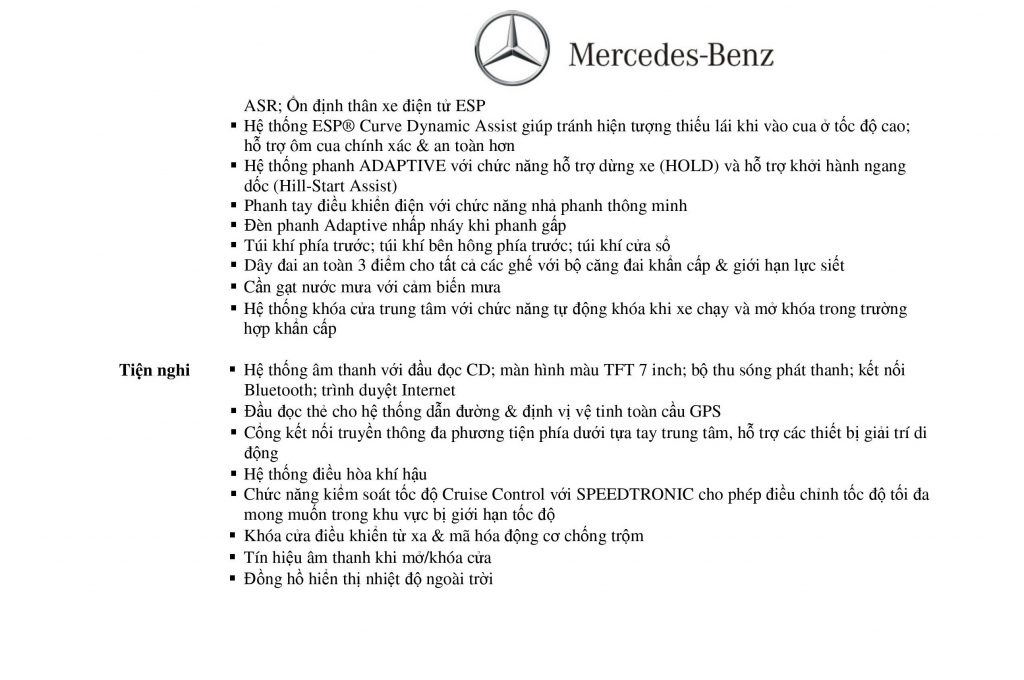 Mercedes-Benz
ASR; Ổn định thân xe điện tử ESP
▪ Hệ thống ESP® Curve Dynamic Assist giúp tránh hiện tượng thiếu lái khi vào cua ở tốc độ cao;
hỗ trợ ôm cua chính xác & an toàn hơn
▪ Hệ thống phanh ADAPTIVE với chức năng hỗ trợ dừng xe (HOLD) và hỗ trợ khởi hành ngang
dốc (Hill-Start Assist)
▪ Phanh tay điều khiển điện với chức năng nhả phanh thông minh
▪ Đèn phanh Adaptive nhấp nháy khi phanh gấp
▪ Túi khí phía trước; túi khí bên hông phía trước; túi khí cửa sổ
▪ Dây đai an toàn 3 điểm cho tất cả các ghế với bộ căng đai khẩn cấp & giới hạn lực siết
▪ Cần gạt nước mưa với cảm biến mưa
▪ Hệ thống khóa cửa trung tâm với chức năng tự động khóa khi xe chạy và mở khóa trong trường
hợp khẩn cấp
Tiện nghi ▪ Hệ thống âm thanh với đầu đọc CD; màn hình màu TFT 7 inch; bộ thu sóng phát thanh; kết nối
Bluetooth; trình duyệt Internet
▪ Đầu đọc thẻ cho hệ thống dẫn đường & định vị vệ tinh toàn cầu GPS
▪ Cổng kết nối truyền thông đa phương tiện phía dưới tựa tay trung tâm, hỗ trợ các thiết bị giải trí di
động
▪ Hệ thống điều hòa khí hậu
▪ Chức năng kiểm soát tốc độ Cruise Control với SPEEDTRONIC cho phép điều chỉnh tốc độ tối đa
mong muốn trong khu vực bị giới hạn tốc độ
▪ Khóa cửa điều khiển từ xa & mã hóa động cơ chống trộm
▪ Tín hiệu âm thanh khi mở/khóa cửa
▪ Đồng hồ hiển thị nhiệt độ ngoài trời